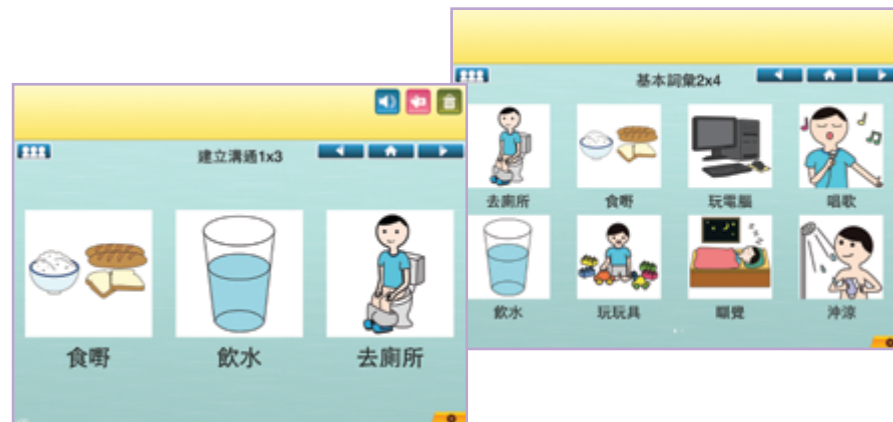 建立溝通1x3
食嘢
飲水
去廁所
基本詞彙2x4
去廁所
食嘢
玩電腦
唱歌
飲水
玩玩具
瞓覺
沖涼